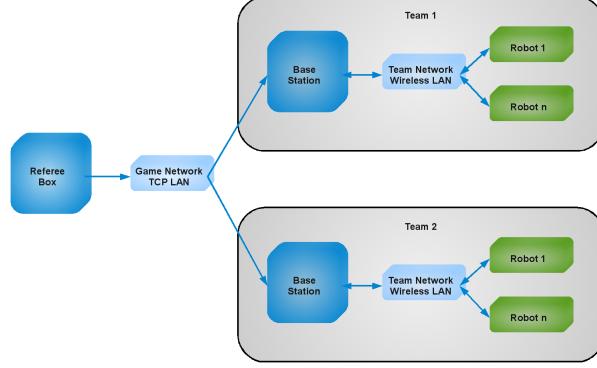 Team 1
Base
Station
Team Network
Wireless LAN
Robot 1
Robot n
Referee
Box
Game Network
TCP LAN
Team 2
Base
Station
Team Network
Wireless LAN
Robot 1
Robot n